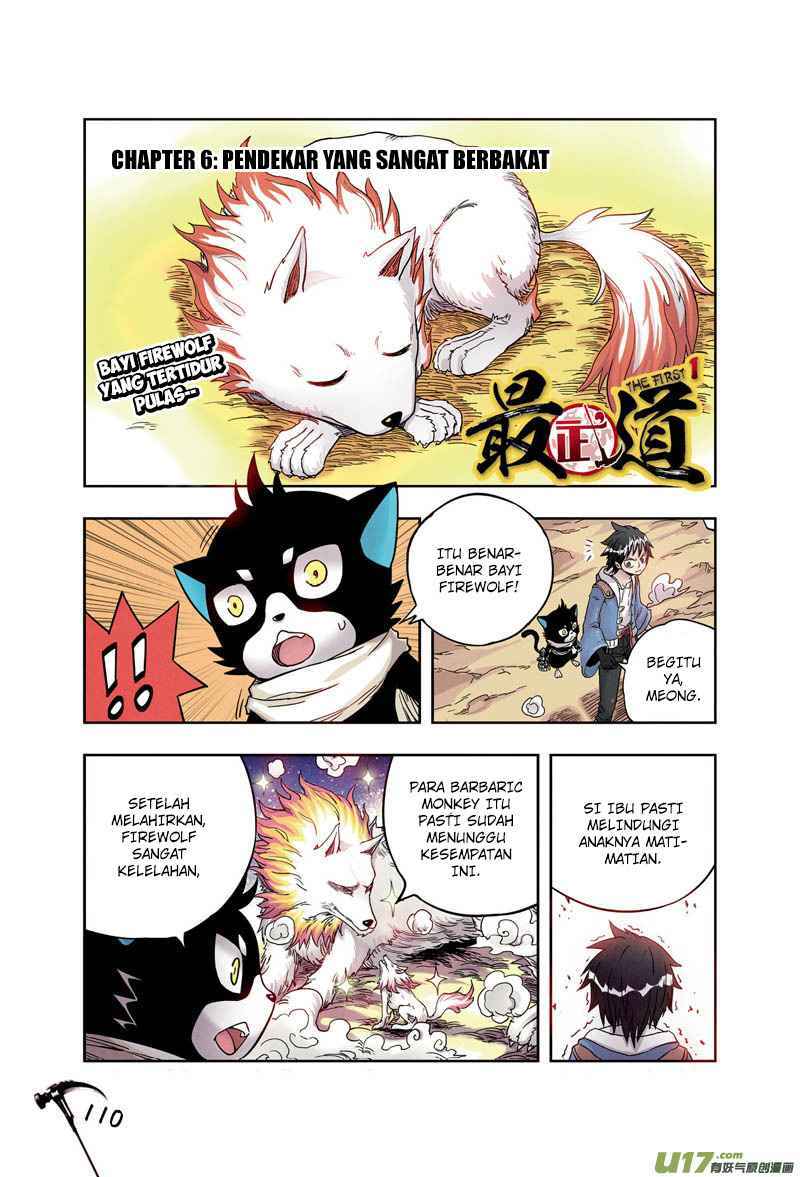 CHAPTER 6: PENDEKAR YANG SANGAT BERBAKAT
BAYI FIREWOLF
YANG TERTIDUR
PULAS--
THE FIRST 1
最武道
!!
ITU BENAR-
BENAR BAYI
FIREWOLF!
BEGITU
YA,
MEONG.
SETELAH
MELAHIRKAN,
FIREWOLF
SANGAT
KELELAHAN,
PARA BARBARIC
MONKEY ITU
PASTI SUDAH
MENUNGGU
KESEMPATAN
INI.
SI IBU PASTI
MELINDUNGI
ANAKNYA MATI-
MATIAN.
110
U17.com
有妖气原创漫画